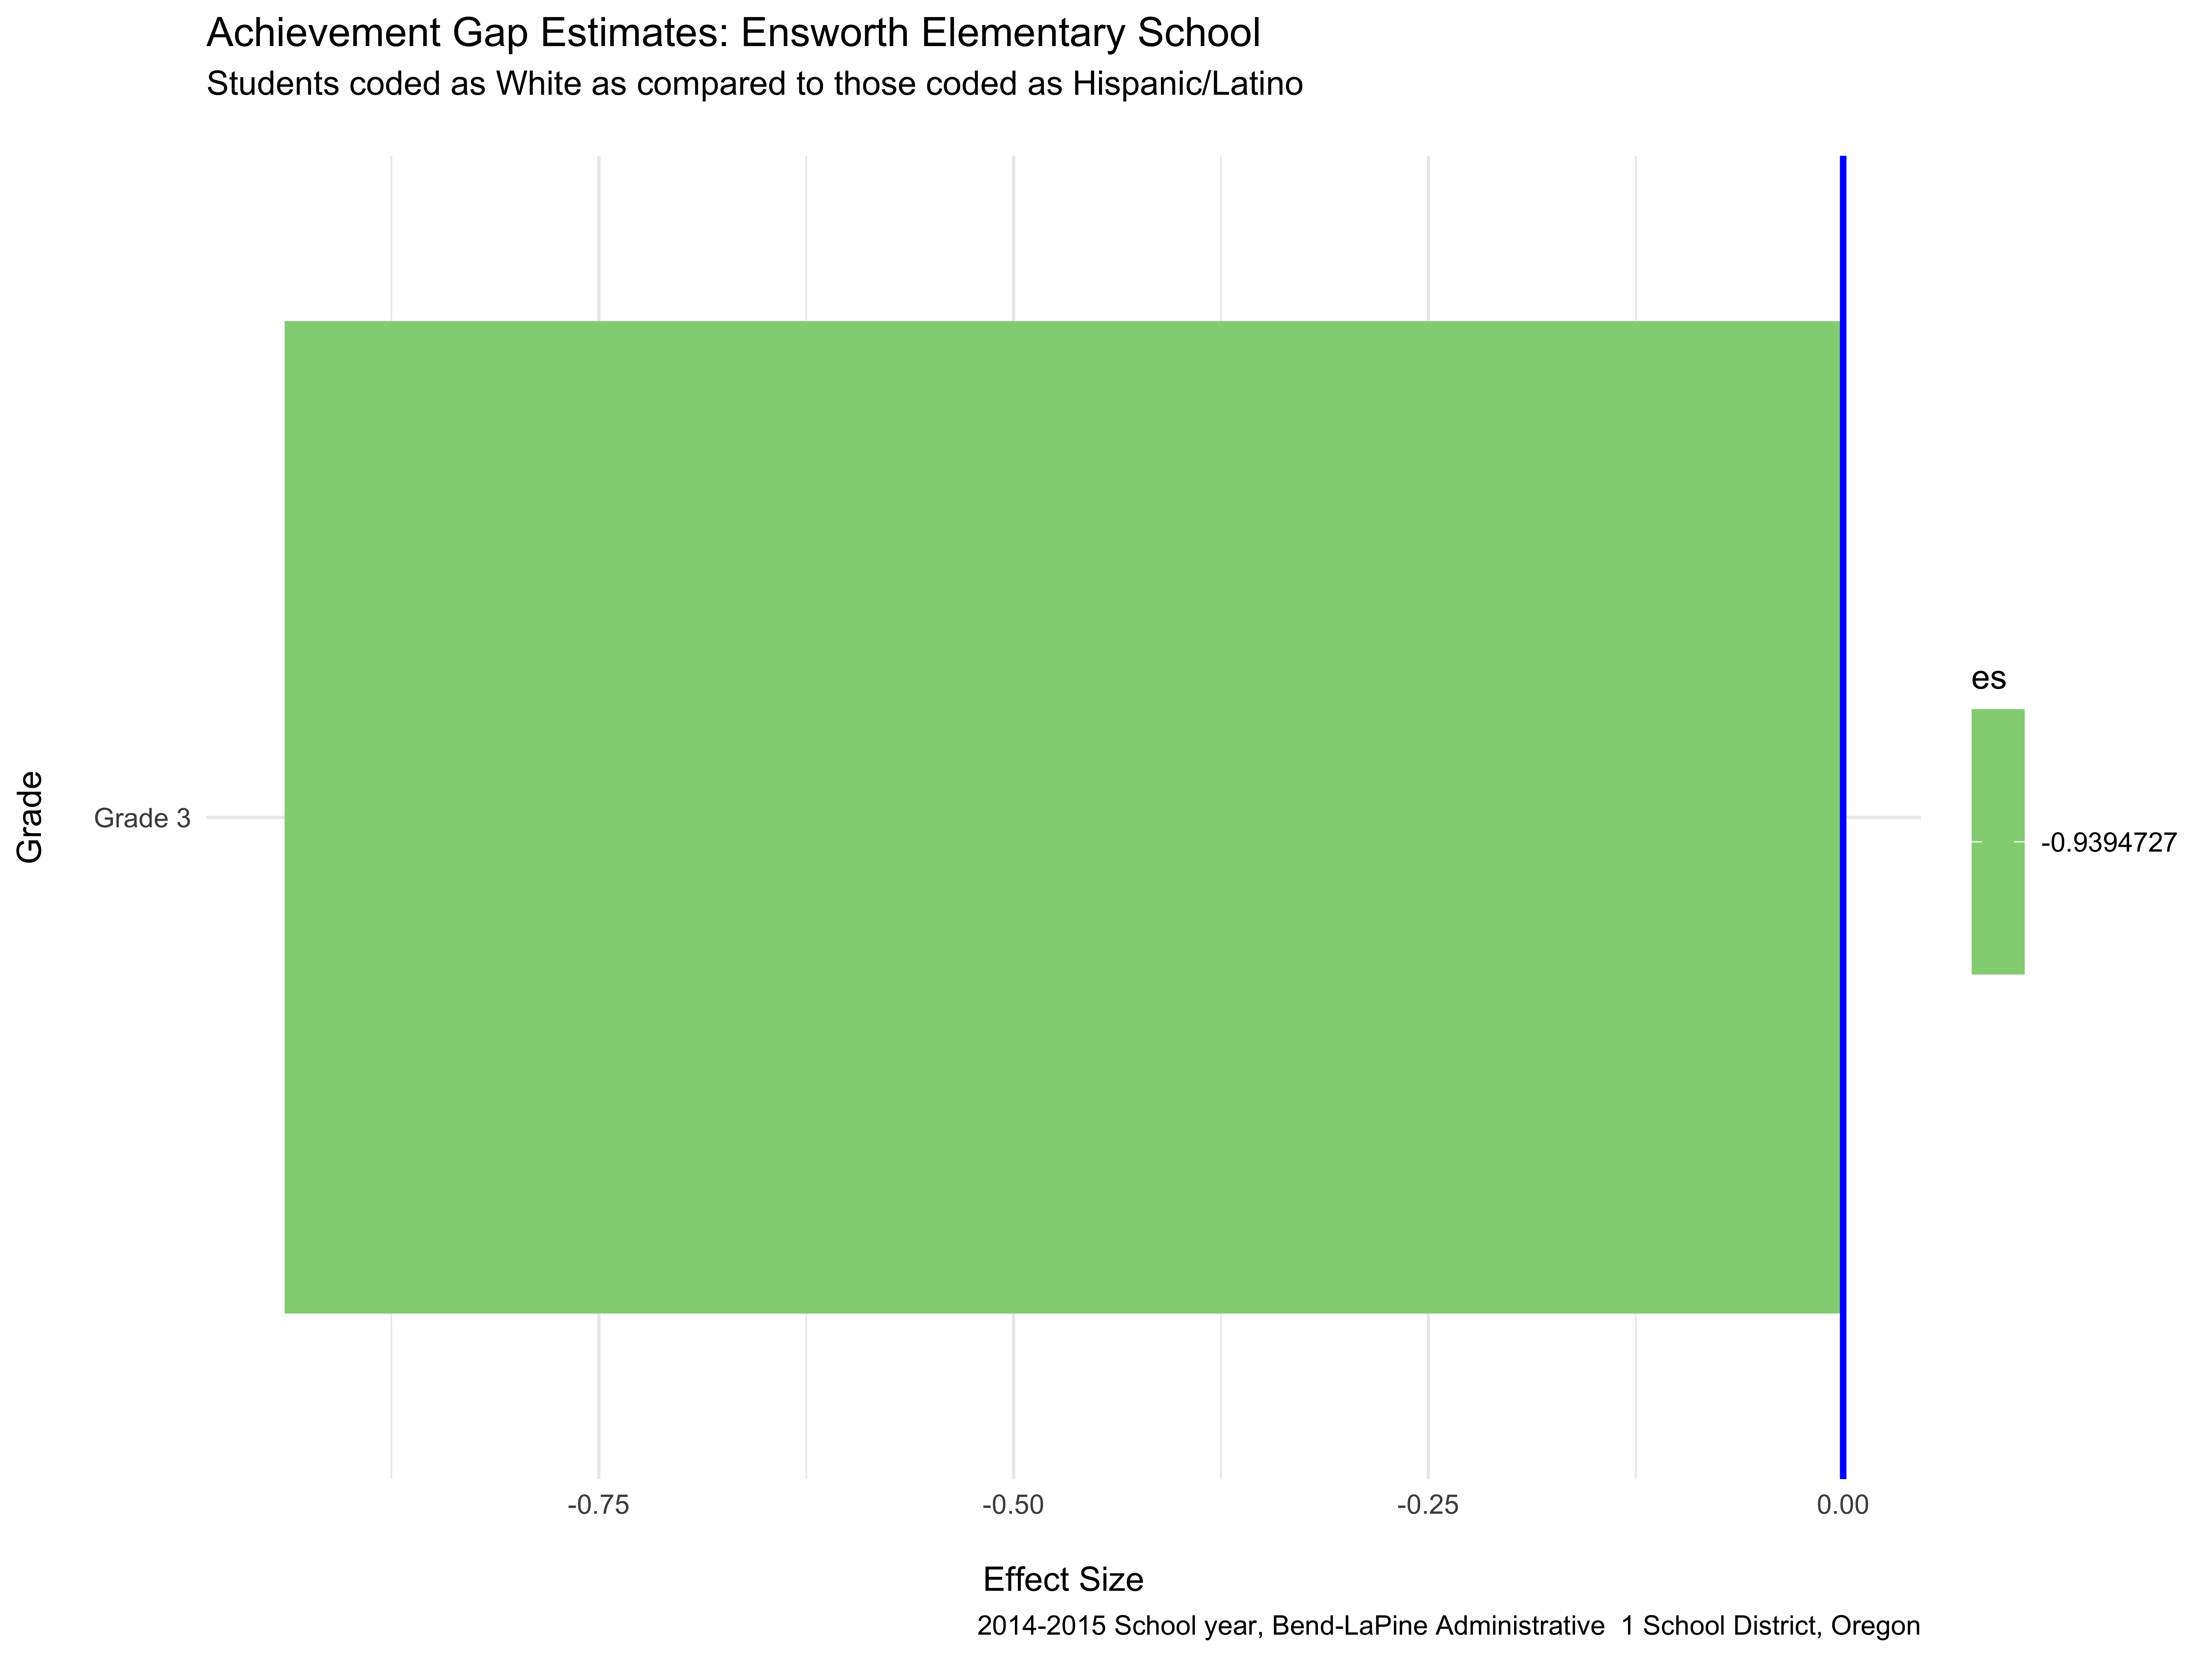 Achievement Gap Estimates: Ensworth Elementary School
Students coded as White as compared to those coded as Hispanic/Latino
Grade
Grade 3
es
-0.9394727
-0.75
-0.50
-0.25
0.00
Effect Size
2014-2015 School year, Bend-LaPine Administrative  1 School District, Oregon